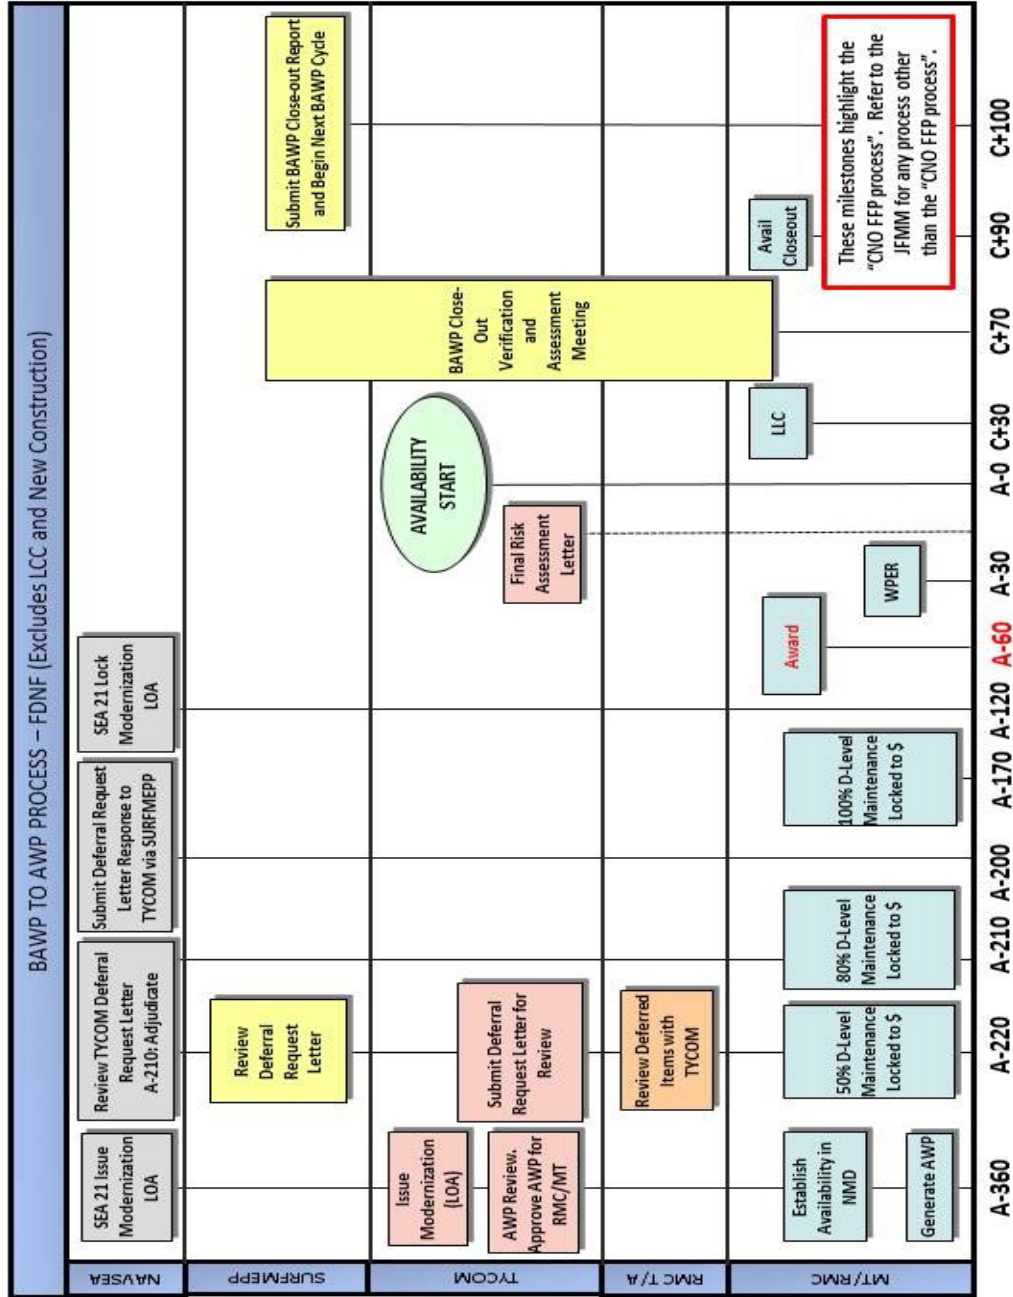 BAWP TO AWP PROCESS – FDNF (Excludes LCC and New Construction)
NAVSEA
SEA 21 Issue
Modernization
LOA
Review TYCOM Deferral
Request Letter
A-210: Adjudicate
Submit Deferral Request
Letter Response to
TYCOM via SURFMEPP
SEA 21 Lock
Modernization
LOA
SURFMEPP
Review
Deferral
Request
Letter
Submit BAWP Close-out Report
and Begin Next BAWP Cycle
BAWP Close-
Out
Verification
and
Assessment
Meeting
TYCOM
Issue
Modernization
(LOA)
AWP Review.
Approve AWP for
RMC/MT
Submit Deferral
Request Letter for
Review
Final Risk
Assessment
Letter
AVAILABILITY
START
RMC T/A
Review Deferred
Items with
TYCOM
MT/RMC
Establish
Availability in
NMD
Generate AWP
50% D-Level
Maintenance
Locked to $
80% D-Level
Maintenance
Locked to $
100% D-Level
Maintenance
Locked to $
Award
WPER
LLC
Avail
Closeout
These milestones highlight the
"CNO FFP process". Refer to the
JFMM for any process other
than the "CNO FFP process".
A-360
A-220
A-210
A-200
A-170
A-120
A-60
A-30
A-0
C+30
C+70
C+90
C+100